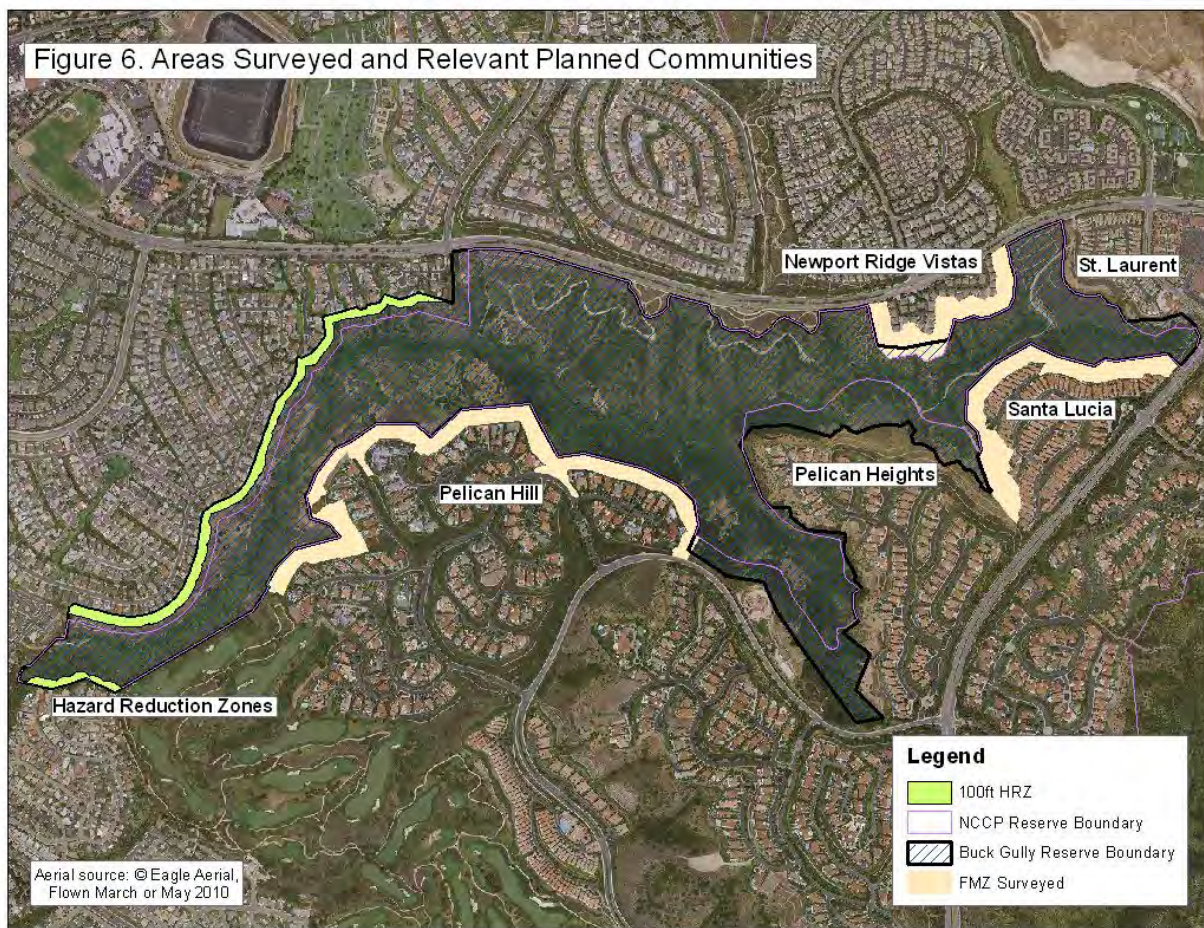 Figure 6. Areas Surveyed and Relevant Planned Communities
Newport Ridge Vistas
St. Laurent
Santa Lucia
Pelican Heights
Pelican Hill
Hazard Reduction Zones
Legend
100ft HRZ
NCCP Reserve Boundary
Buck Gully Reserve Boundary
FMZ Surveyed
Aerial source: © Eagle Aerial,
Flown March or May 2010